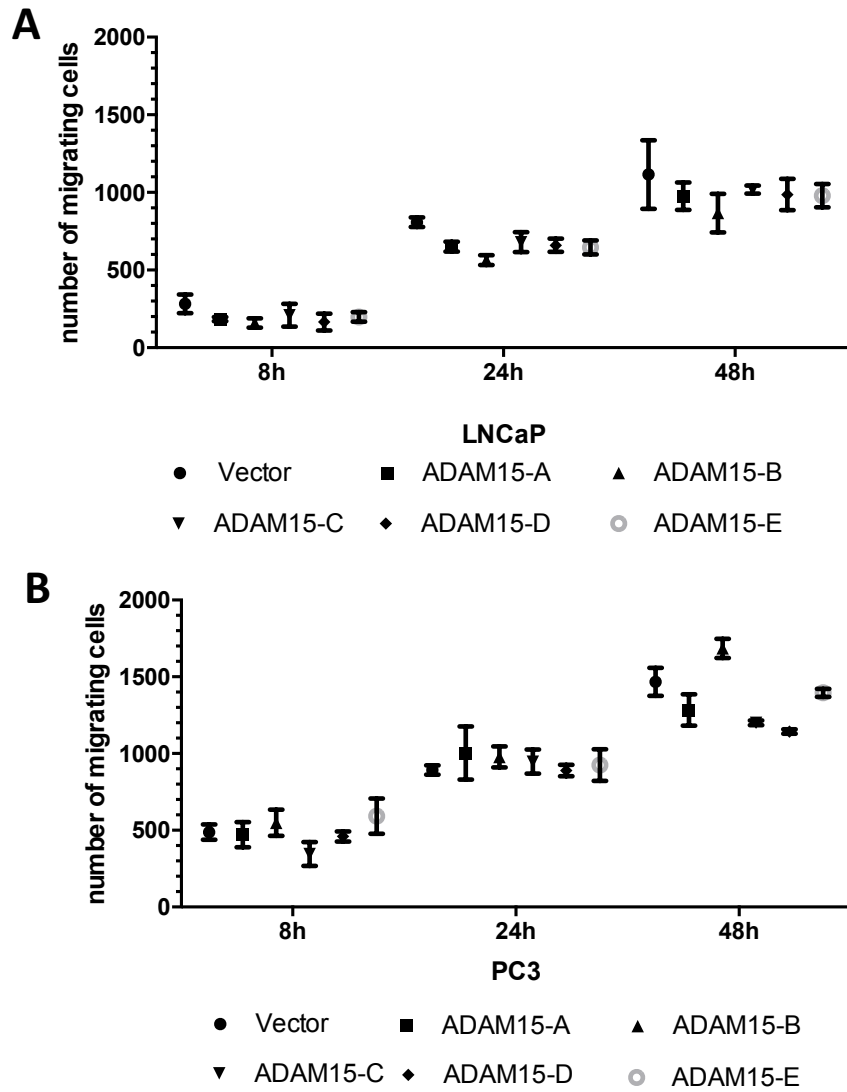 A
2000
1500
1000
500
0
number of migrating cells
8h 24h 48h
LNCaP
Vector ADAM15-A ADAM15-B
ADAM15-C ADAM15-D ADAM15-E
B
2000
1500
1000
500
0
number of migrating cells
8h 24h 48h
PC3
Vector ADAM15-A ADAM15-B
ADAM15-C ADAM15-D ADAM15-E